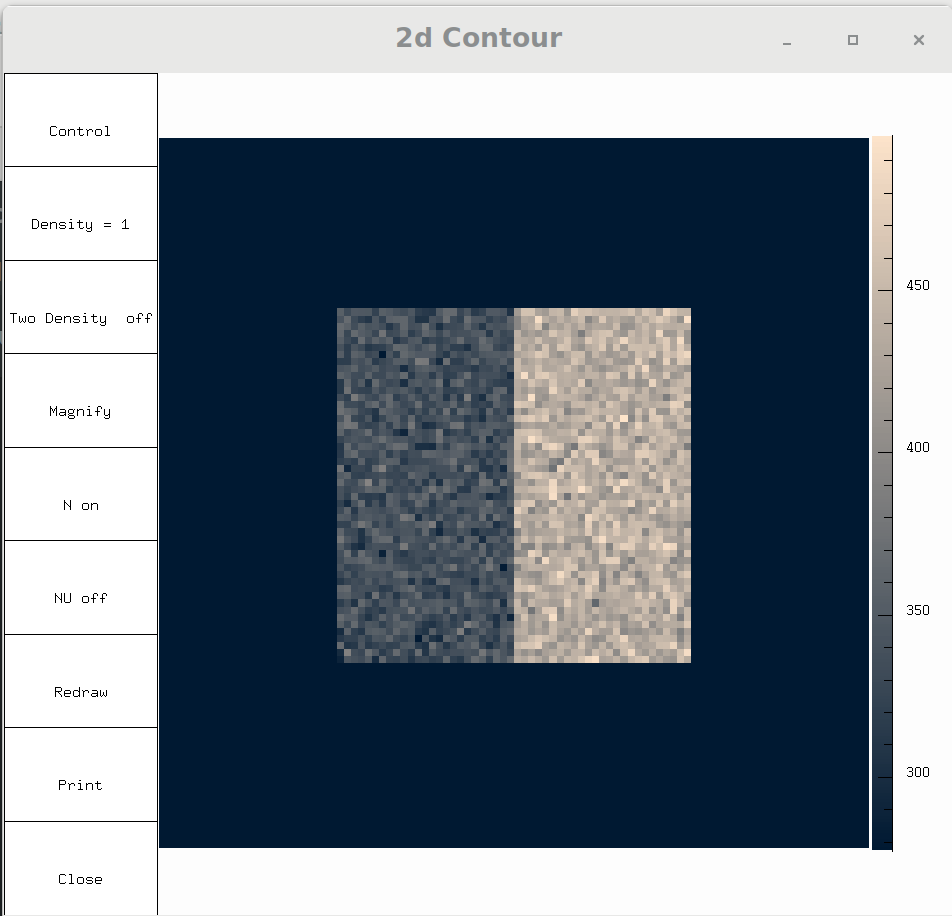 2d Contour
Control
Density = 1
Two Density  off
Magnify
N on
NU off
Redraw
Print
Close
450
400
350
300